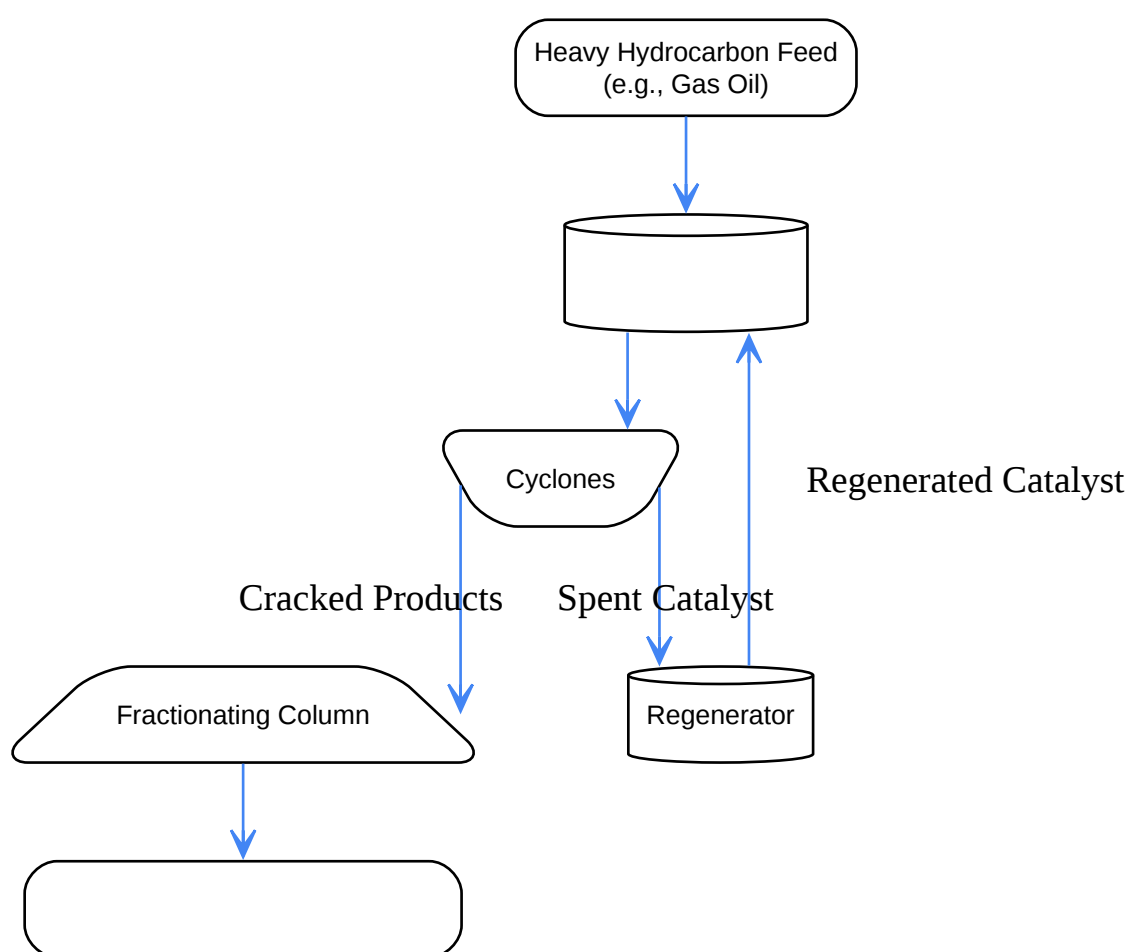 Heavy Hydrocarbon Feed
(e.g., Gas Oil)
Cyclones
Regenerated Catalyst
Cracked Products
Spent Catalyst
Fractionating Column
Regenerator